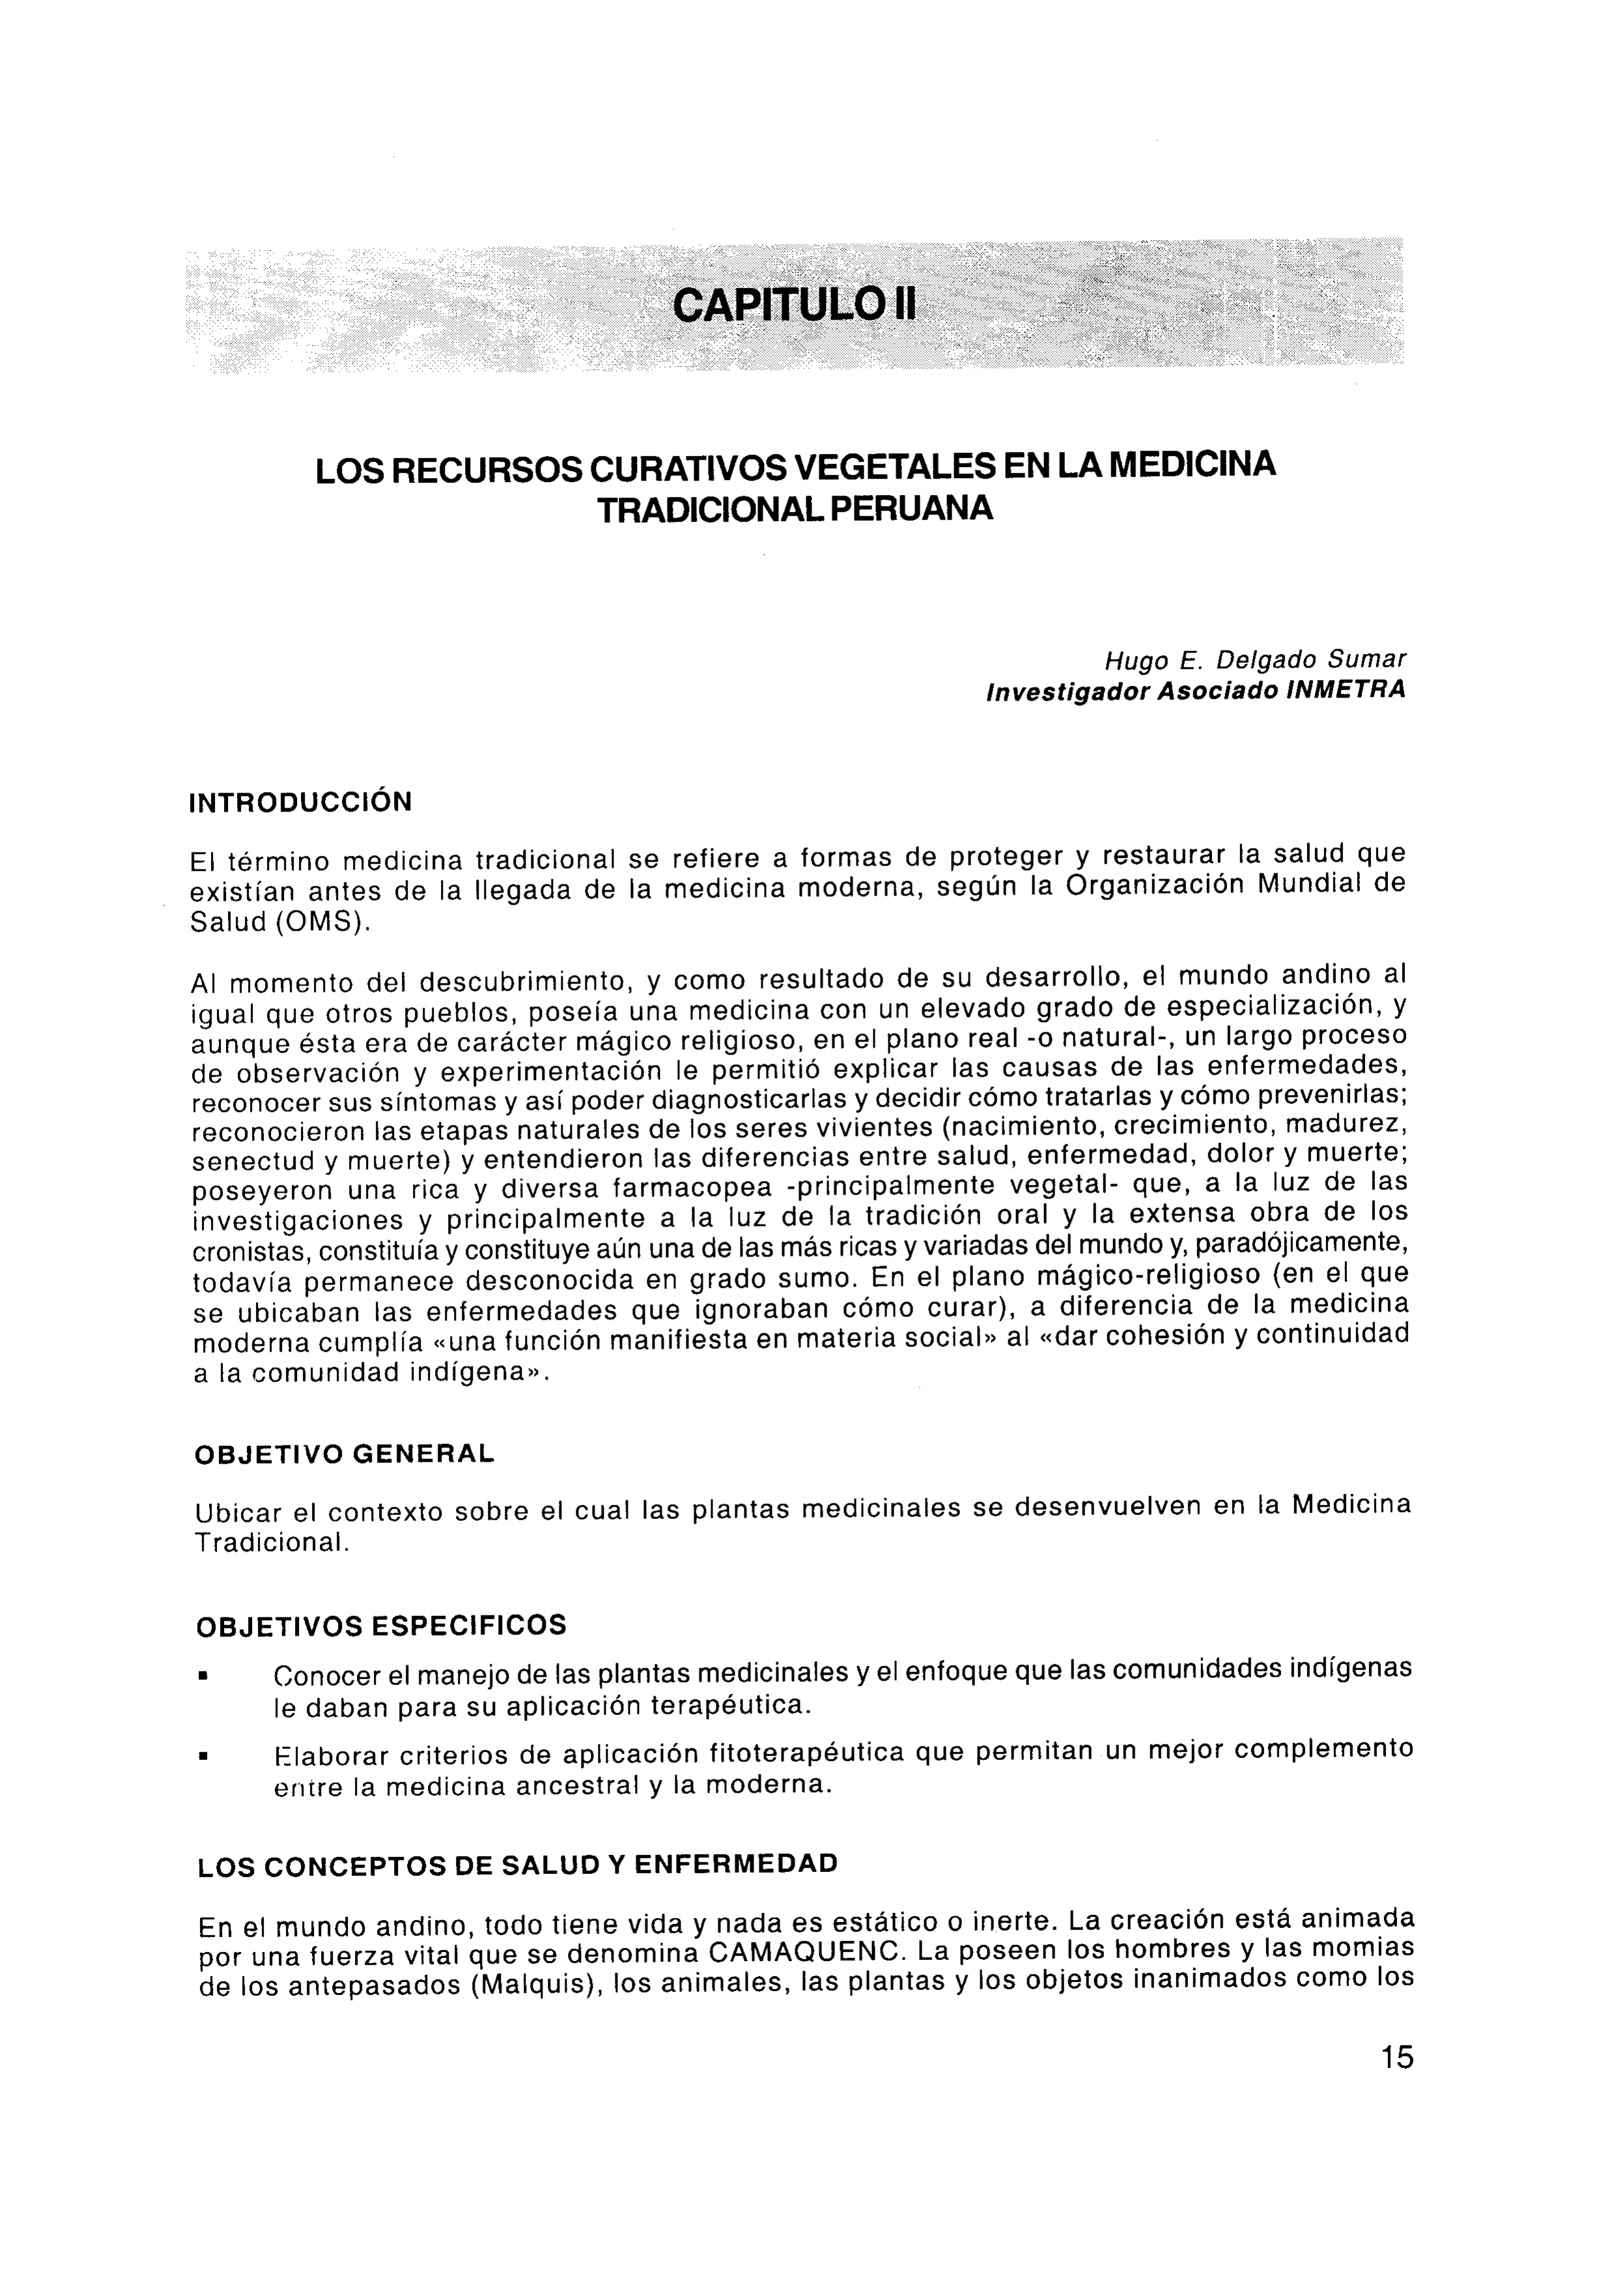 CAPITULO II
LOS RECURSOS CURATIVOS VEGETALES EN LA MEDICINA
TRADICIONAL PERUANA
Hugo E. Delgado Sumar
Investigador Asociado INMETRA
INTRODUCCIÓN
El término medicina tradicional se refiere a formas de proteger y restaurar la salud que
existían antes de la llegada de la medicina moderna, según la Organización Mundial de
Salud (OMS).
Al momento del descubrimiento, y como resultado de su desarrollo, el mundo andino al
igual que otros pueblos, poseía una medicina con un elevado grado de especialización, y
aunque ésta era de carácter mágico religioso, en el plano real -o natural-, un largo proceso
de observación y experimentación le permitió explicar las causas de las enfermedades,
reconocer sus síntomas y así poder diagnosticarlas y decidir cómo tratarlas y cómo prevenirlas;
reconocieron las etapas naturales de los seres vivientes (nacimiento, crecimiento, madurez,
senectud y muerte) y entendieron las diferencias entre salud, enfermedad, dolor y muerte;
poseyeron una rica y diversa farmacopea -principalmente vegetal- que, a la luz de las
investigaciones y principalmente a la luz de la tradición oral y la extensa obra de los
cronistas, constituía y constituye aún una de las más ricas y variadas del mundo y, paradójicamente,
todavía permanece desconocida en grado sumo. En el plano mágico-religioso (en el que
se ubicaban las enfermedades que ignoraban cómo curar), a diferencia de la medicina
moderna cumplía «una función manifiesta en materia social» al «dar cohesión y continuidad
a la comunidad indígena».
OBJETIVO GENERAL
Ubicar el contexto sobre el cual las plantas medicinales se desenvuelven en la Medicina
Tradicional.
OBJETIVOS ESPECIFICOS
▪ Conocer el manejo de las plantas medicinales y el enfoque que las comunidades indígenas
le daban para su aplicación terapéutica.
▪ Elaborar criterios de aplicación fitoterapéutica que permitan un mejor complemento
entre la medicina ancestral y la moderna.
LOS CONCEPTOS DE SALUD Y ENFERMEDAD
En el mundo andino, todo tiene vida y nada es estático o inerte. La creación está animada
por una fuerza vital que se denomina CAMAQUENC. La poseen los hombres y las momias
de los antepasados (Malquis), los animales, las plantas y los objetos inanimados como los
15